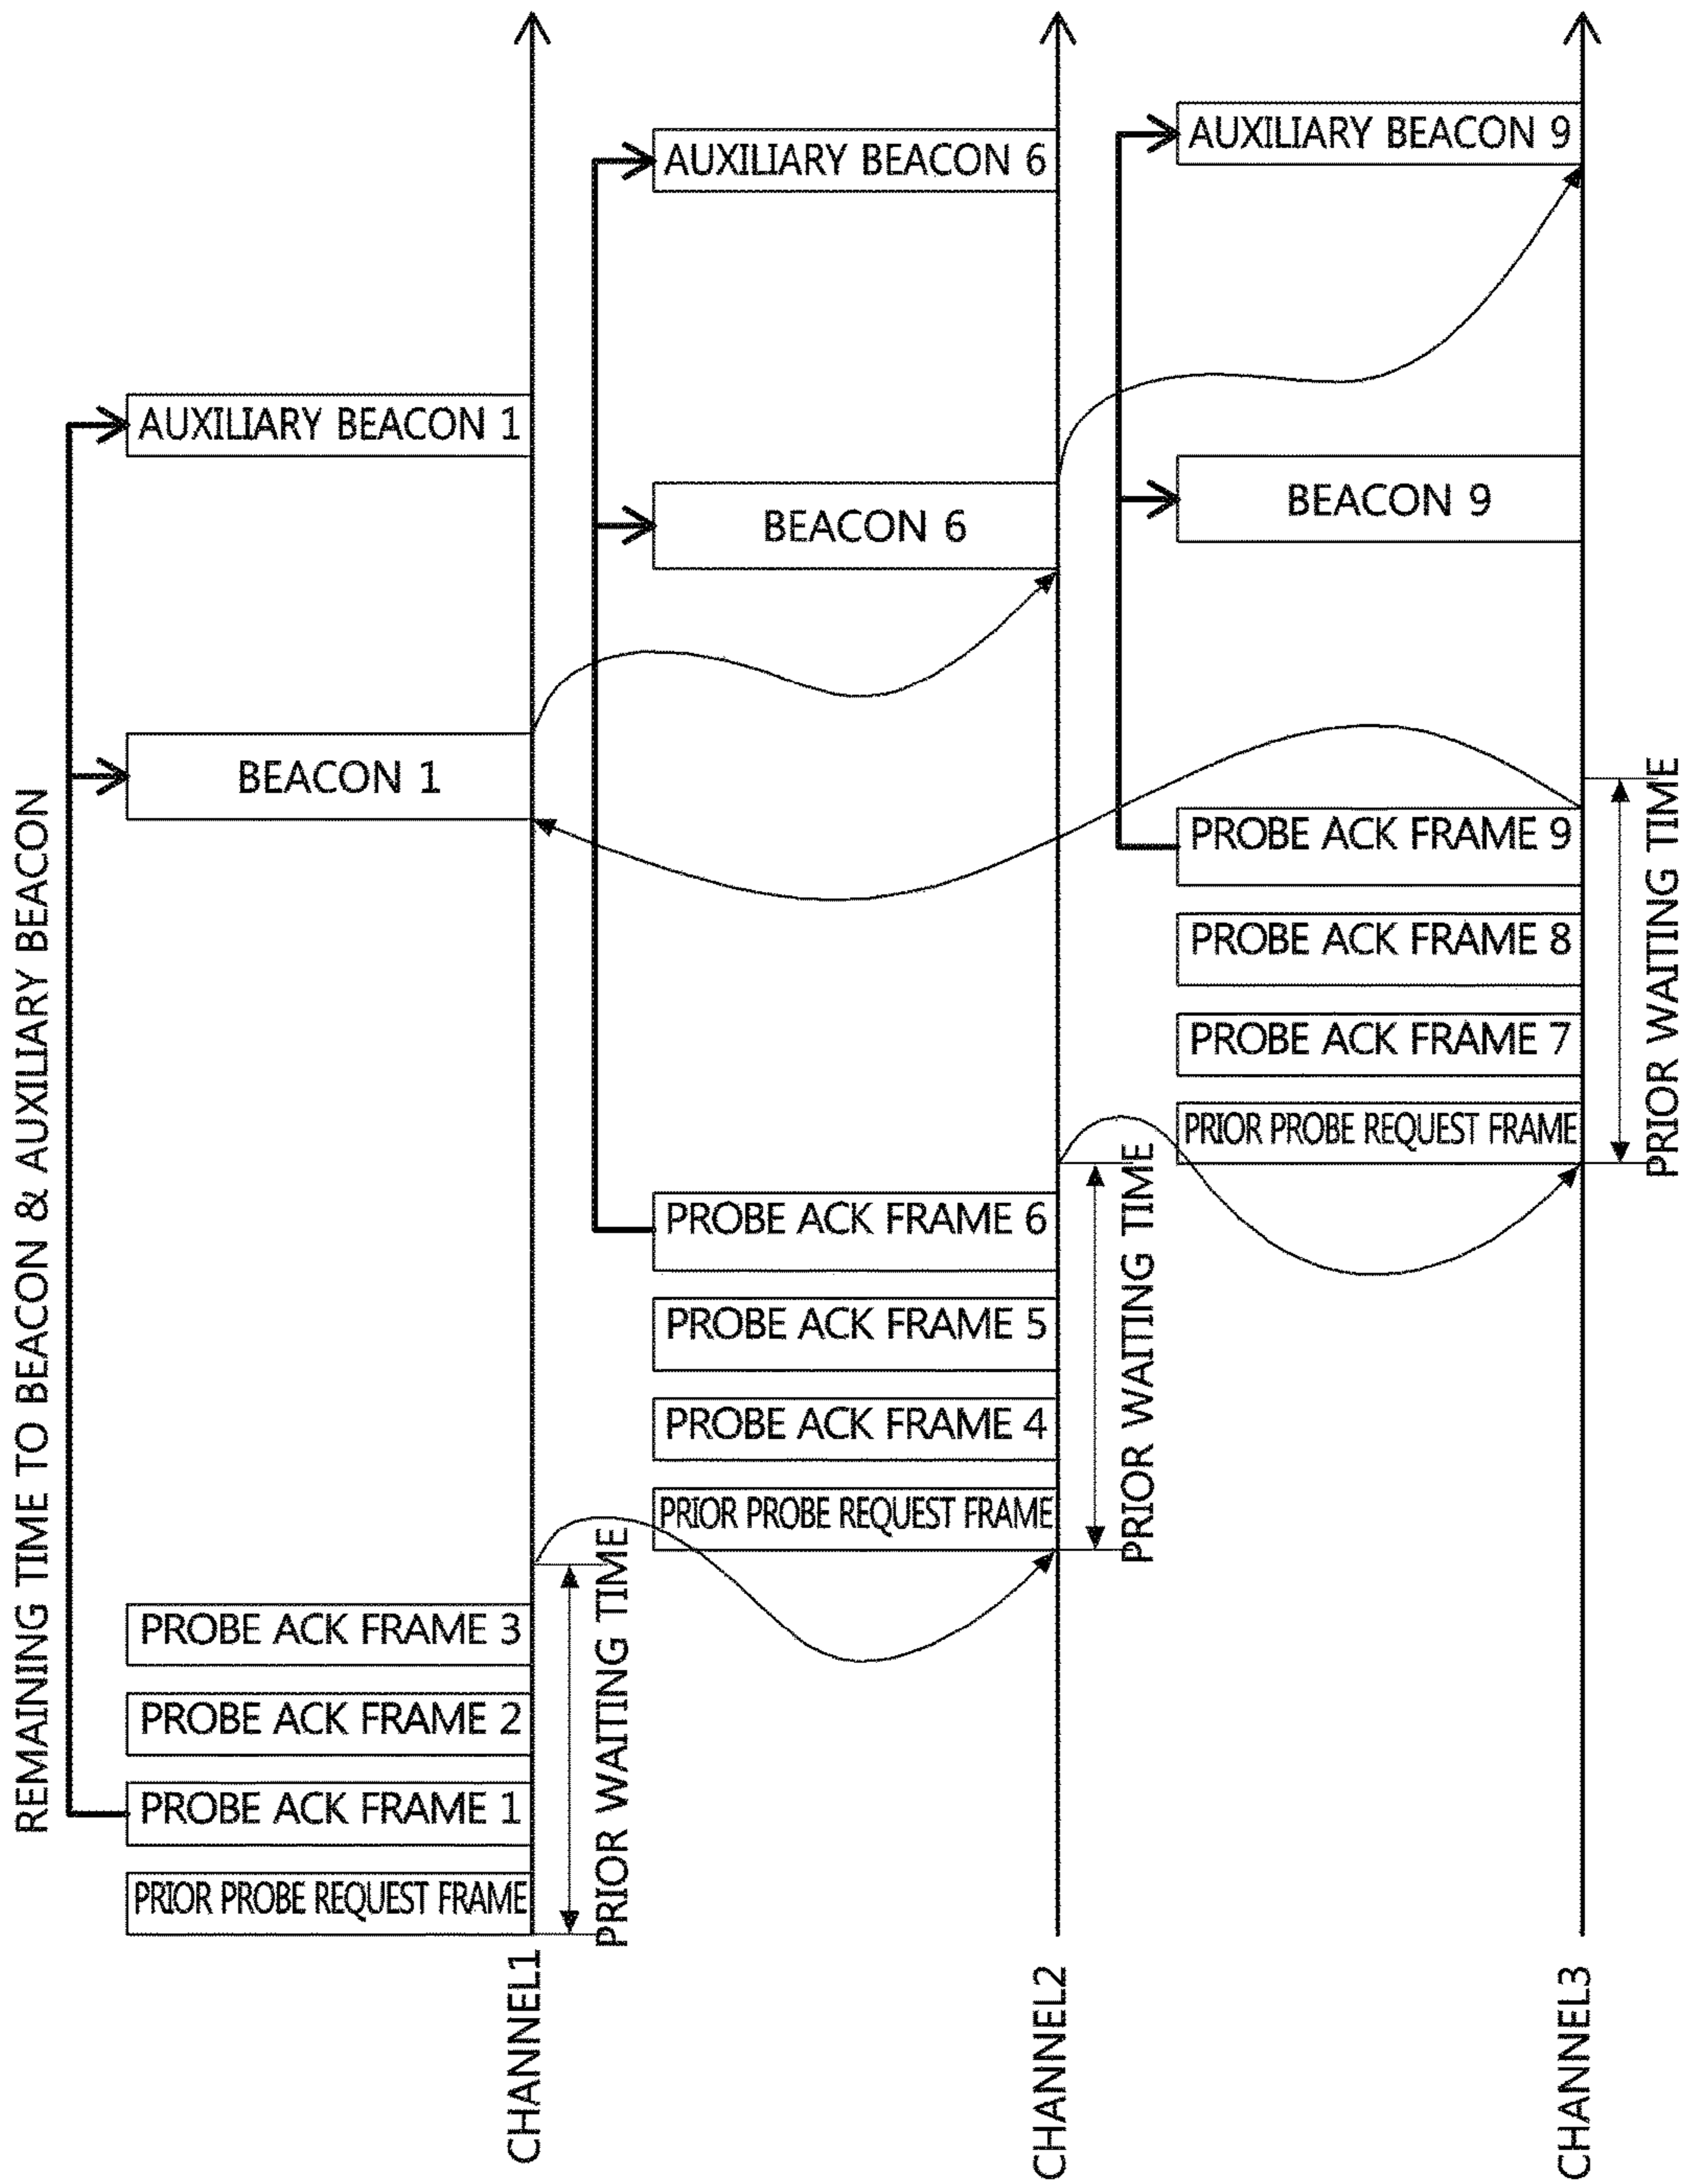 REMAINING TIME TO BEACON & AUXILIARY BEACON
AUXILIARY BEACON 1
BEACON 1
PROBE ACK FRAME 3
PROBE ACK FRAME 2
PROBE ACK FRAME 1
PRIOR PROBE REQUEST FRAME
PRIOR WAITING TIME
CHANNEL1
AUXILIARY BEACON 6
BEACON 6
PROBE ACK FRAME 6
PROBE ACK FRAME 5
PROBE ACK FRAME 4
PRIOR PROBE REQUEST FRAME
PRIOR WAITING TIME
CHANNEL2
AUXILIARY BEACON 9
BEACON 9
PROBE ACK FRAME 9
PROBE ACK FRAME 8
PROBE ACK FRAME 7
PRIOR PROBE REQUEST FRAME
PRIOR WAITING TIME
CHANNEL3